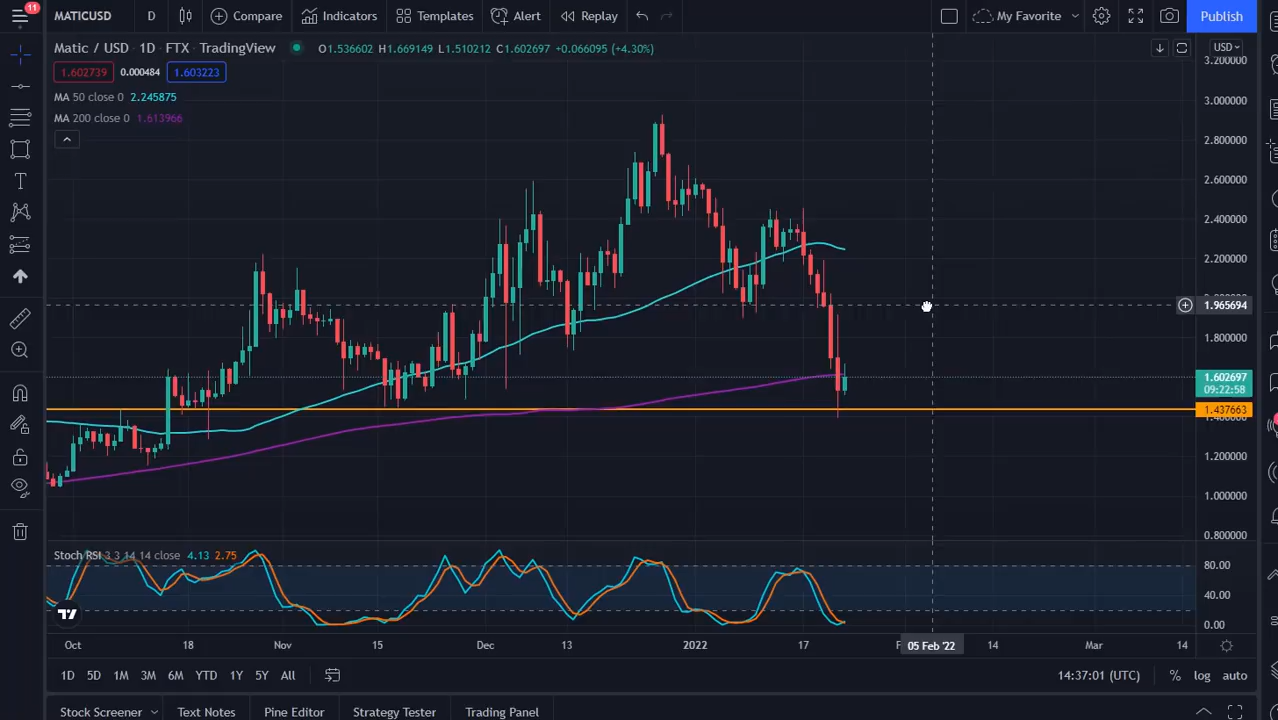 11
MATICUSD D Compare Indicators Templates Alert Replay My Favorite Publish
Matic / USD · 1D · FTX · TradingView O1.536602 H1.669149 L1.510212 C1.602697 +0.066095 (+4.30%)
USD
1.602739 0.000484 1.603223
MA 50 close 0 2.245875
MA 200 close 0 1.613966
3.200000
3.000000
2.800000
2.600000
2.400000
2.200000
1.965694
1.800000
1.602697
09:22:58
1.437663
1.200000
1.000000
0.800000
Stoch RSI 3 3 14 14 close 4.13 2.75
80.00
40.00
0.00
Oct 18 Nov 15 Dec 13 2022 17 05 Feb '22 14 Mar 14
1D 5D 1M 3M 6M YTD 1Y 5Y All 14:37:01 (UTC) % log auto
Stock Screener Text Notes Pine Editor Strategy Tester Trading Panel